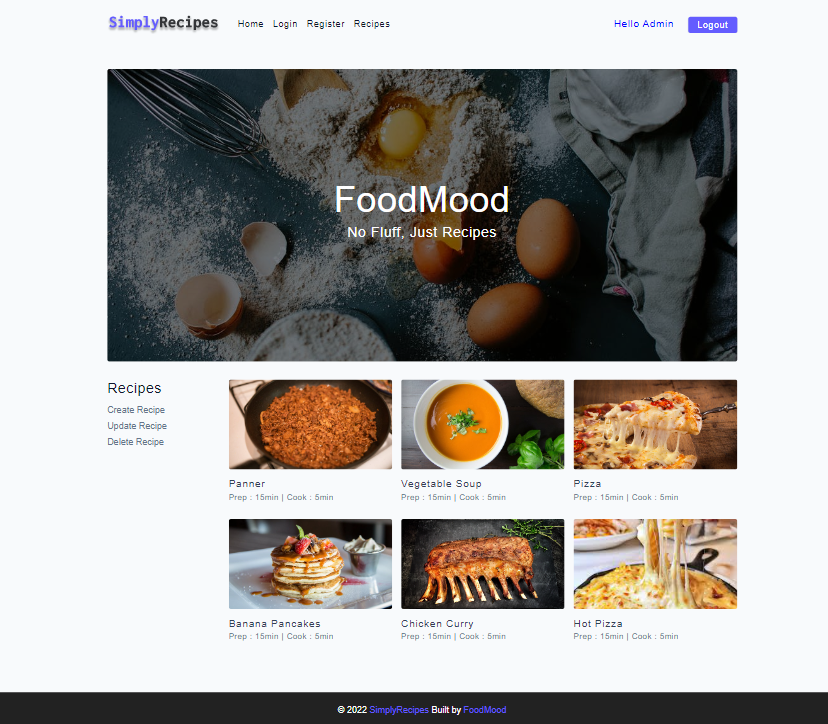 SimplyRecipes Home Login Register Recipes Hello Admin Logout
FoodMood
No Fluff, Just Recipes
Recipes
Create Recipe
Update Recipe
Delete Recipe
Panner
Prep : 15min | Cook : 5min
Vegetable Soup
Prep : 15min | Cook : 5min
Pizza
Prep : 15min | Cook : 5min
Banana Pancakes
Prep : 15min | Cook : 5min
Chicken Curry
Prep : 15min | Cook : 5min
Hot Pizza
Prep : 15min | Cook : 5min
© 2022 SimplyRecipes Built by FoodMood